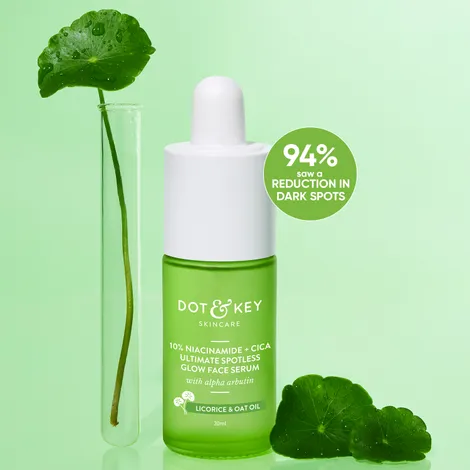 94%
saw a
REDUCTION IN
DARK SPOTS
DOT & KEY
SKINCARE
10% NIACINAMIDE + CICA
ULTIMATE SPOTLESS
GLOW FACE SERUM
with alpha arbutin
LICORICE & OAT OIL
30ml